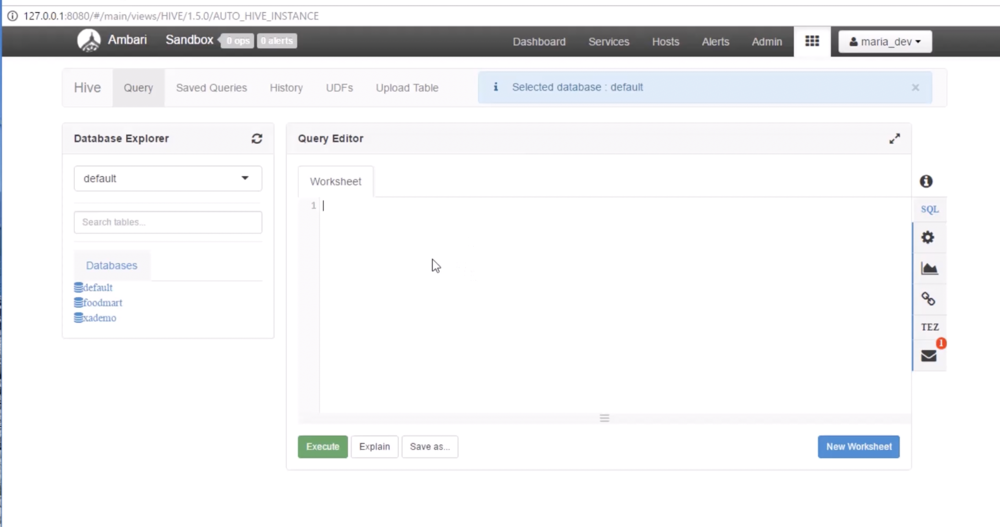 127.0.0.1:8080/#/main/views/HIVE/1.5.0/AUTO_HIVE_INSTANCE
Ambari Sandbox 0 ops 0 alerts Dashboard Services Hosts Alerts Admin maria_dev
Hive Query Saved Queries History UDFs Upload Table Selected database : default
Database Explorer
default
Search tables...
Databases
default
foodmart
xademo
Query Editor
Worksheet
1
Execute Explain Save as... New Worksheet
SQL
TEZ
1